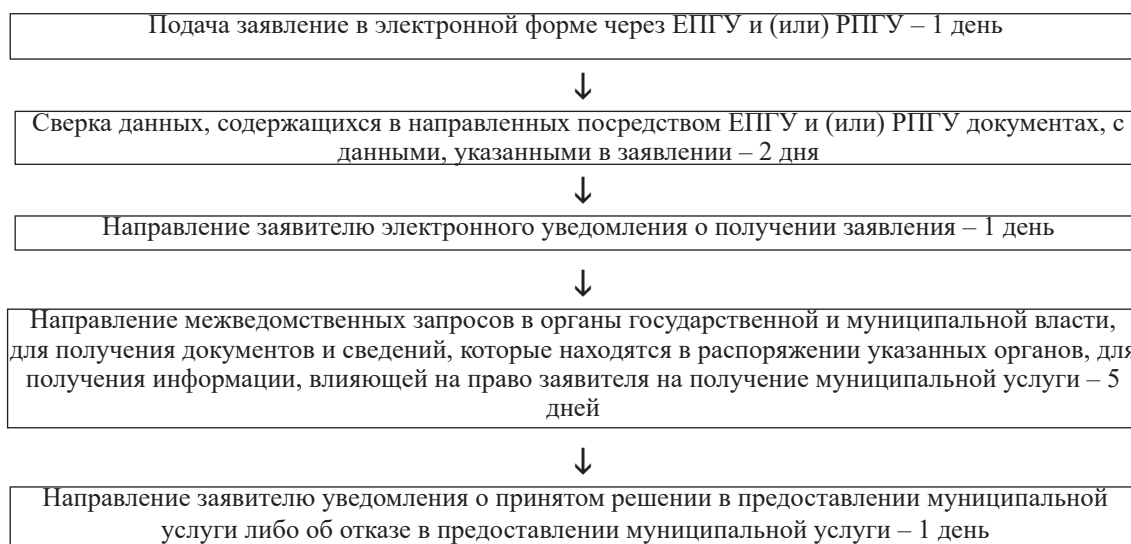 Подача заявление в электронной форме через ЕПГУ и (или) РПГУ – 1 день
↓
Сверка данных, содержащихся в направленных посредством ЕПГУ и (или) РПГУ документах, с
данными, указанными в заявлении – 2 дня
↓
Направление заявителю электронного уведомления о получении заявления – 1 день
↓
Направление межведомственных запросов в органы государственной и муниципальной власти,
для получения документов и сведений, которые находятся в распоряжении указанных органов, для
получения информации, влияющей на право заявителя на получение муниципальной услуги – 5
дней
↓
Направление заявителю уведомления о принятом решении в предоставлении муниципальной
услуги либо об отказе в предоставлении муниципальной услуги – 1 день